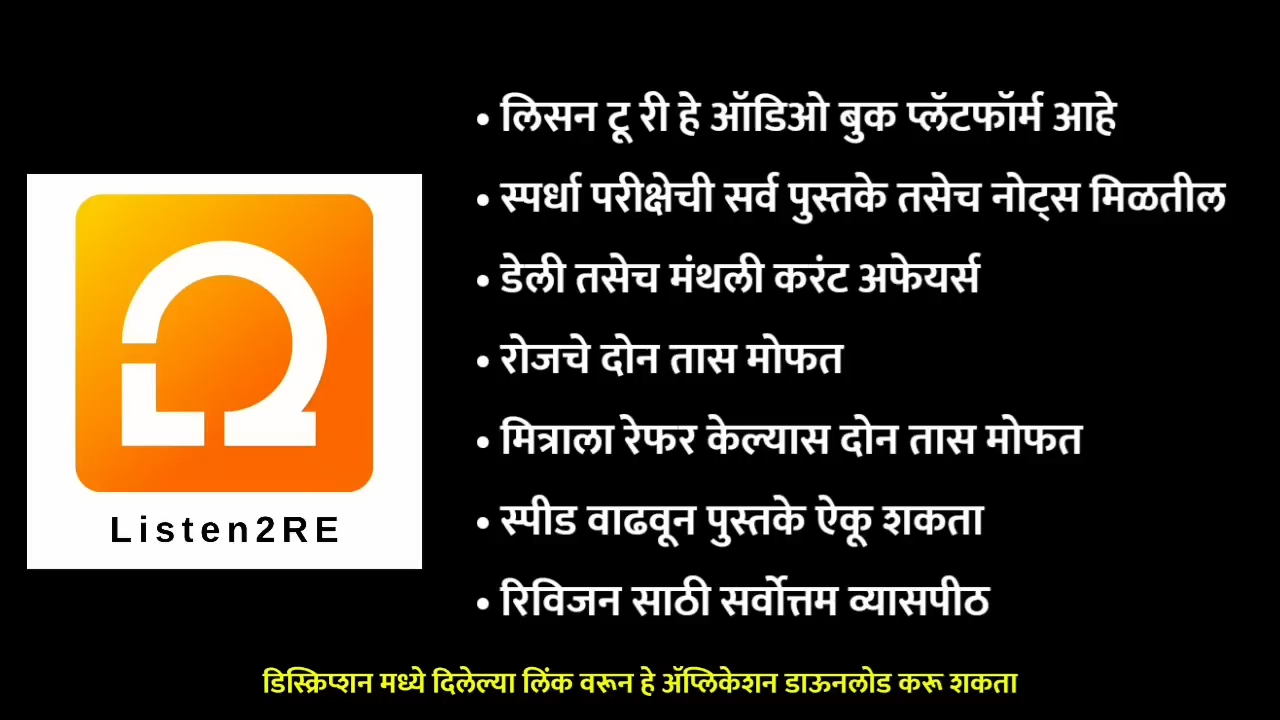 • लिसन टू री हे ऑडिओ बुक प्लॅटफॉर्म आहे
• स्पर्धा परीक्षेची सर्व पुस्तके तसेच नोट्स मिळतील
• डेली तसेच मंथली करंट अफेयर्स
• रोजचे दोन तास मोफत
• मित्राला रेफर केल्यास दोन तास मोफत
• स्पीड वाढवून पुस्तके ऐकू शकता
• रिविजन साठी सर्वोत्तम व्यासपीठ
Listen2RE
डिस्क्रिप्शन मध्ये दिलेल्या लिंक वरून हे ॲप्लिकेशन डाऊनलोड करू शकता